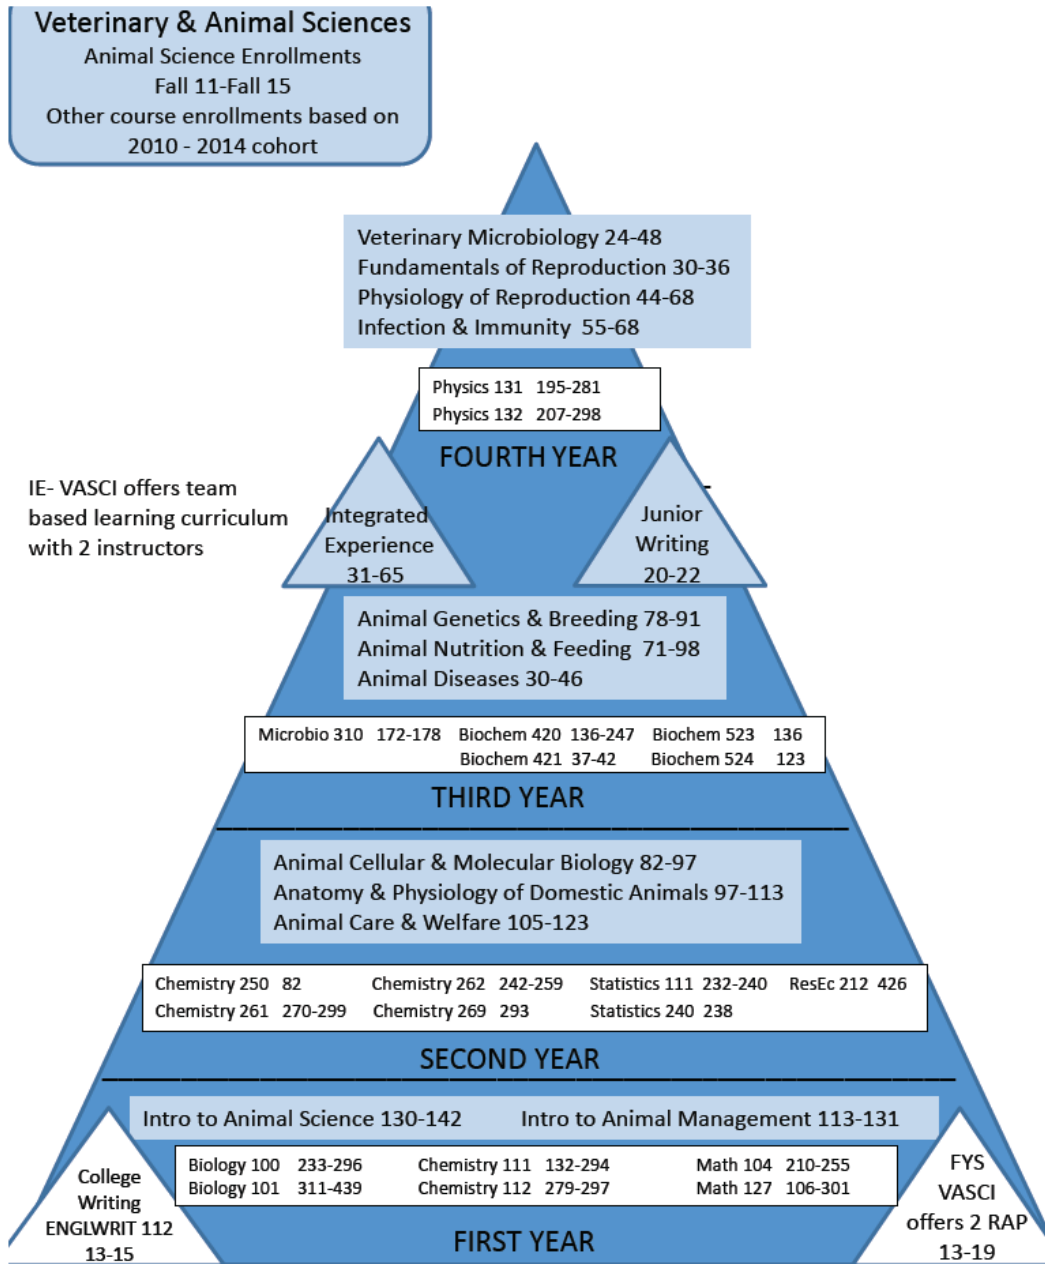 Veterinary & Animal Sciences
Animal Science Enrollments
Fall 11-Fall 15
Other course enrollments based on
2010 - 2014 cohort
Veterinary Microbiology 24-48
Fundamentals of Reproduction 30-36
Physiology of Reproduction 44-68
Infection & Immunity 55-68
Physics 131 195-281
Physics 132 207-298
FOURTH YEAR
IE- VASCI offers team
based learning curriculum
with 2 instructors
Integrated
Experience
31-65
Junior
Writing
20-22
Animal Genetics & Breeding 78-91
Animal Nutrition & Feeding 71-98
Animal Diseases 30-46
Microbio 310 172-178 Biochem 420 136-247 Biochem 523 136
Biochem 421 37-42 Biochem 524 123
THIRD YEAR
Animal Cellular & Molecular Biology 82-97
Anatomy & Physiology of Domestic Animals 97-113
Animal Care & Welfare 105-123
Chemistry 250 82 Chemistry 262 242-259 Statistics 111 232-240 ResEc 212 426
Chemistry 261 270-299 Chemistry 269 293 Statistics 240 238
SECOND YEAR
Intro to Animal Science 130-142 Intro to Animal Management 113-131
Biology 100 233-296 Chemistry 111 132-294 Math 104 210-255
Biology 101 311-439 Chemistry 112 279-297 Math 127 106-301
College
Writing
ENGLWRIT 112
13-15
FYS
VASCI
offers 2 RAP
13-19
FIRST YEAR